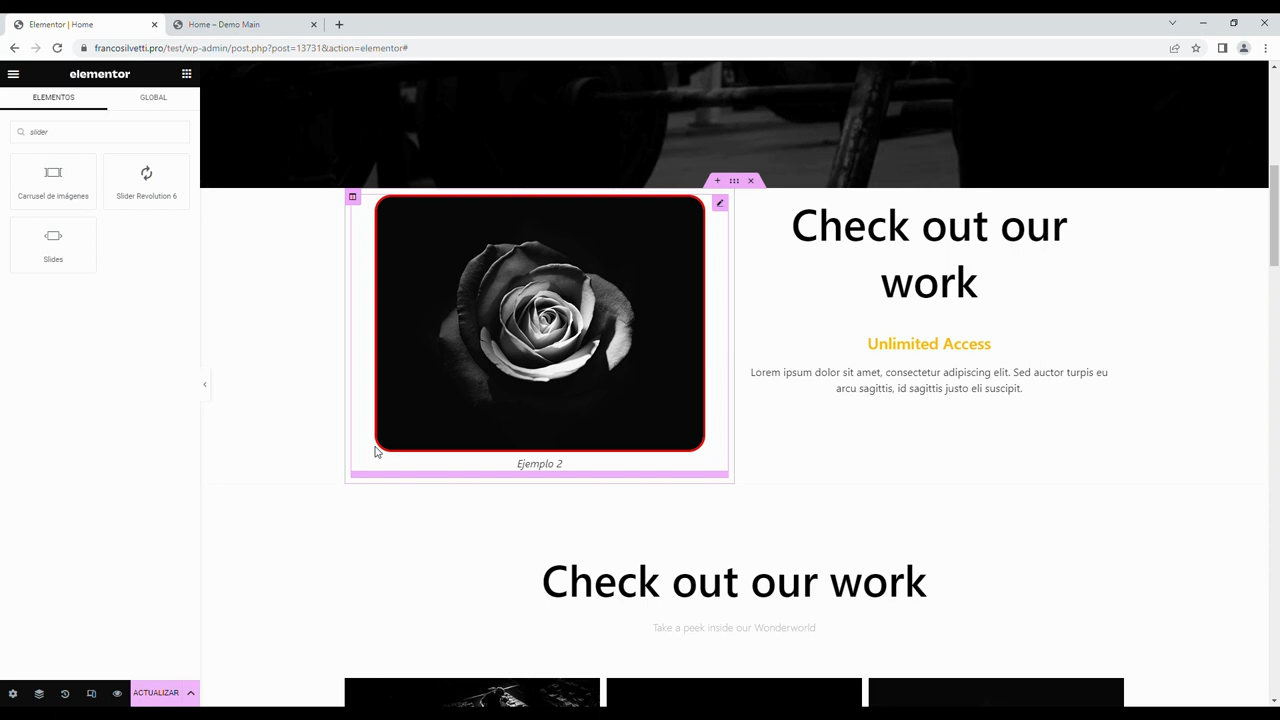 Elementor | Home
Home – Demo Main
francosilvetti.pro/test/wp-admin/post.php?post=13731&action=elementor#
elementor
ELEMENTOS
GLOBAL
slider
Carrusel de imágenes
Slider Revolution 6
Slides
ACTUALIZAR
Ejemplo 2
Check out our
work
Unlimited Access
Lorem ipsum dolor sit amet, consectetur adipiscing elit. Sed auctor turpis eu
arcu sagittis, id sagittis justo eli suscipit.
Check out our work
Take a peek inside our Wonderworld